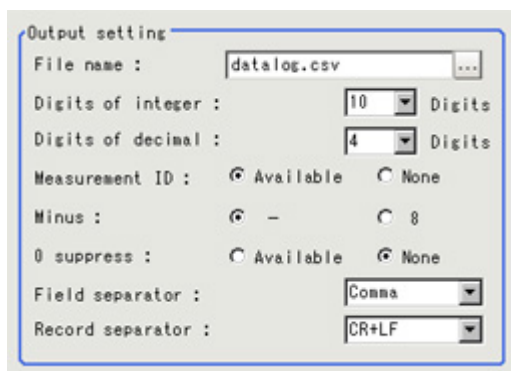 Output setting
File name : datalog.csv ...
Digits of integer : 10 Digits
Digits of decimal : 4 Digits
Measurement ID : Available None
Minus : - 8
0 suppress : Available None
Field separator : Comma
Record separator : CR+LF